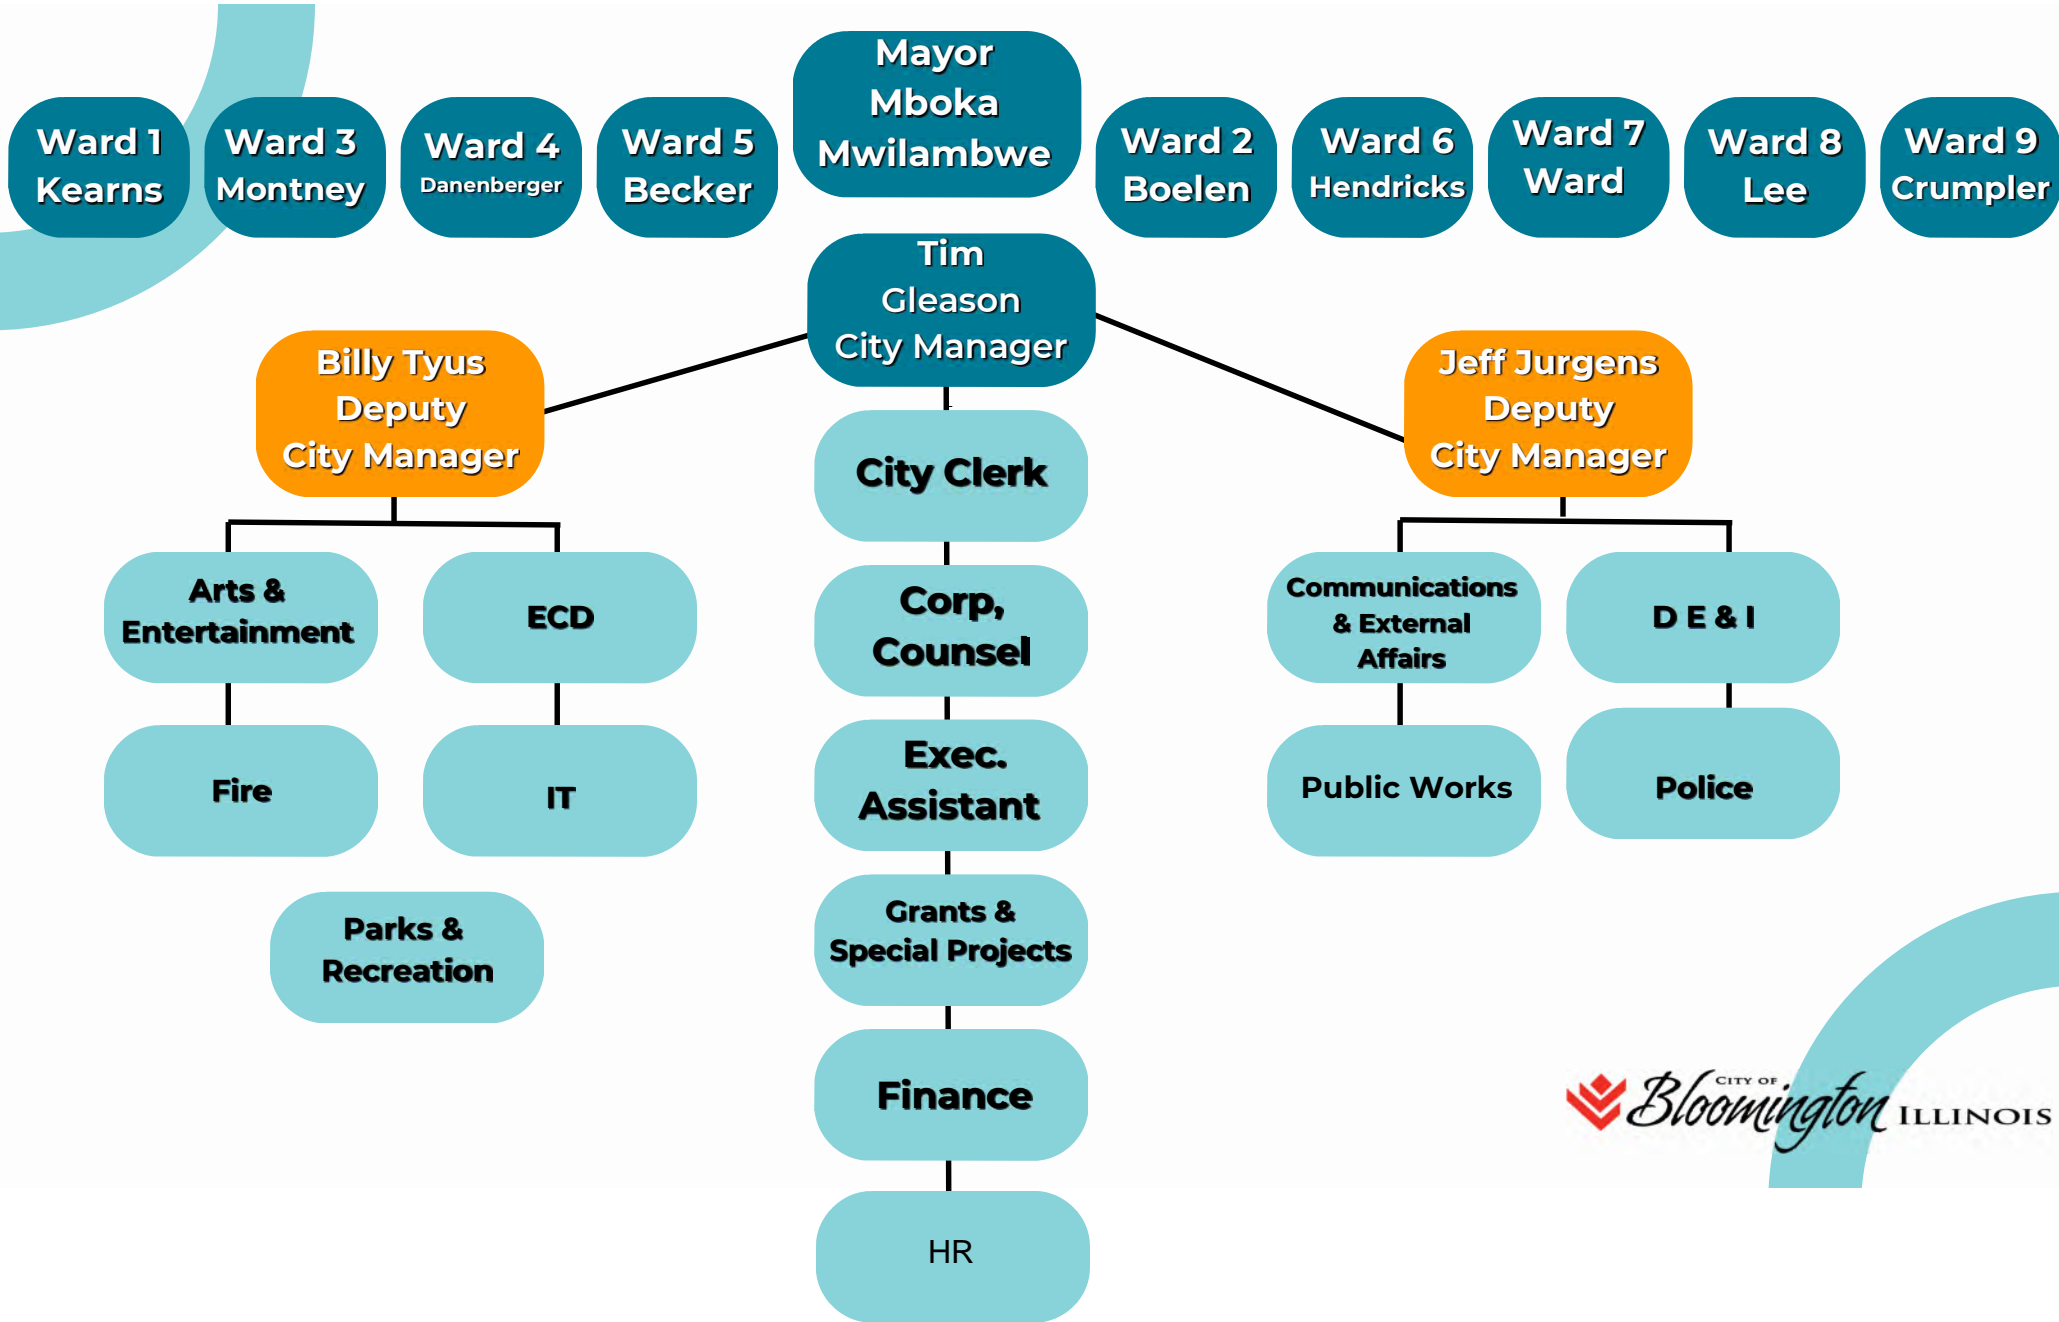 Mayor
Mboka
Mwilambwe
Ward 1
Kearns
Ward 3
Montney
Ward 4
Danenberger
Ward 5
Becker
Ward 2
Boelen
Ward 6
Hendricks
Ward 7
Ward
Ward 8
Lee
Ward 9
Crumpler
Tim
Gleason
City Manager
Billy Tyus
Deputy
City Manager
Jeff Jurgens
Deputy
City Manager
City Clerk
Corp,
Counsel
Exec.
Assistant
Grants &
Special Projects
Finance
HR
Arts &
Entertainment
ECD
Fire
IT
Parks &
Recreation
Communications
& External
Affairs
D E & I
Public Works
Police
CITY OF
Bloomington ILLINOIS